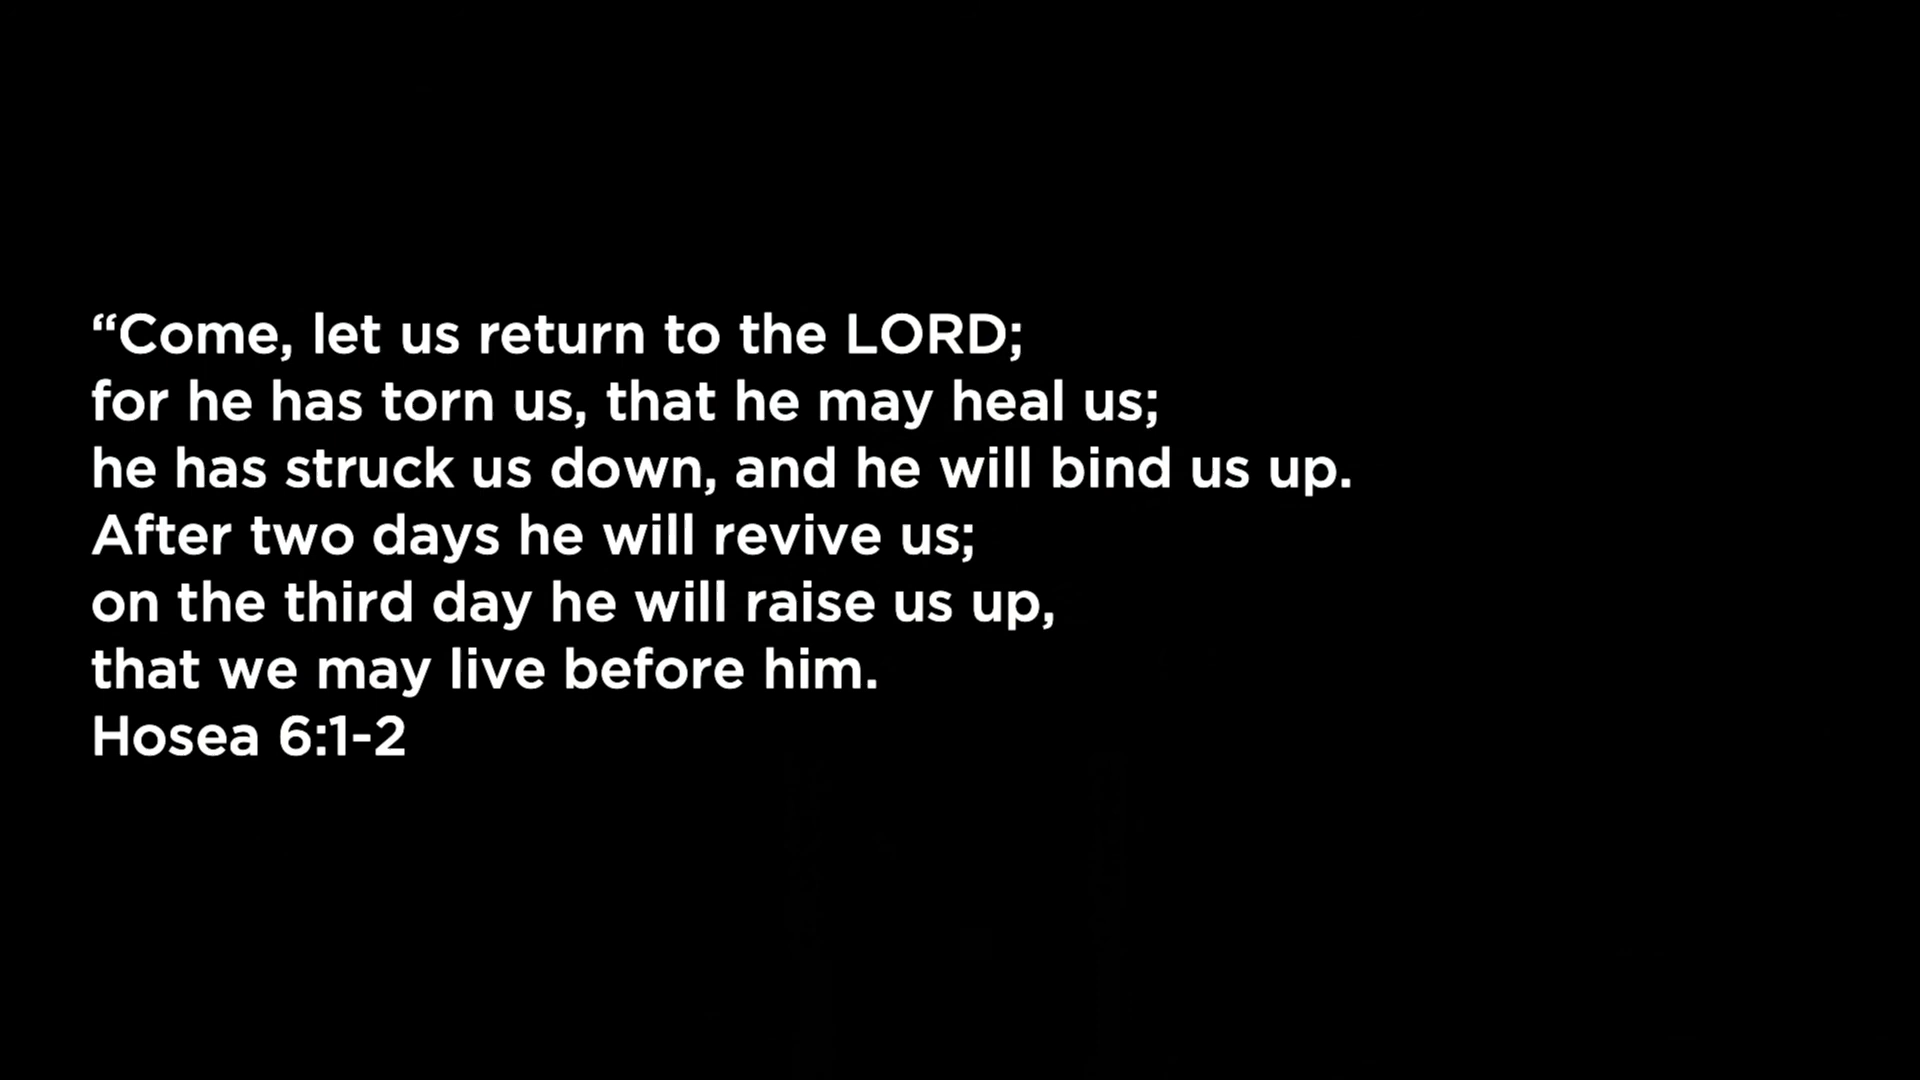 “Come, let us return to the LORD;
for he has torn us, that he may heal us;
he has struck us down, and he will bind us up.
After two days he will revive us;
on the third day he will raise us up,
that we may live before him.
Hosea 6:1-2